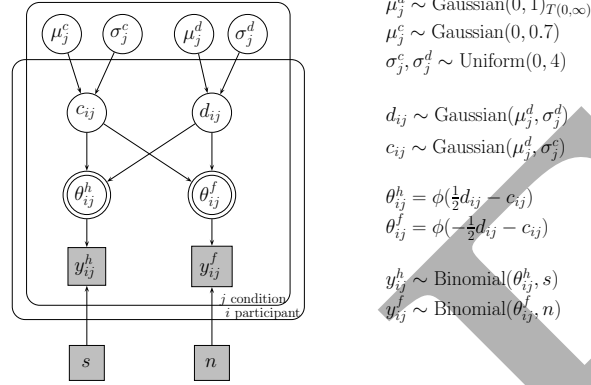 μ_j^c σ_j^c μ_j^d σ_j^d
c_ij d_ij
θ_ij^h θ_ij^f
y_ij^h y_ij^f
j condition
i participant
s n
μ_j^d ∼ Gaussian(0, 1)_T(0,∞)
μ_j^c ∼ Gaussian(0, 0.7)
σ_j^c, σ_j^d ∼ Uniform(0, 4)
d_ij ∼ Gaussian(μ_j^d, σ_j^d)
c_ij ∼ Gaussian(μ_j^d, σ_j^c)
θ_ij^h = ϕ(½d_ij − c_ij)
θ_ij^f = ϕ(−½d_ij − c_ij)
y_ij^h ∼ Binomial(θ_ij^h, s)
y_ij^f ∼ Binomial(θ_ij^f, n)